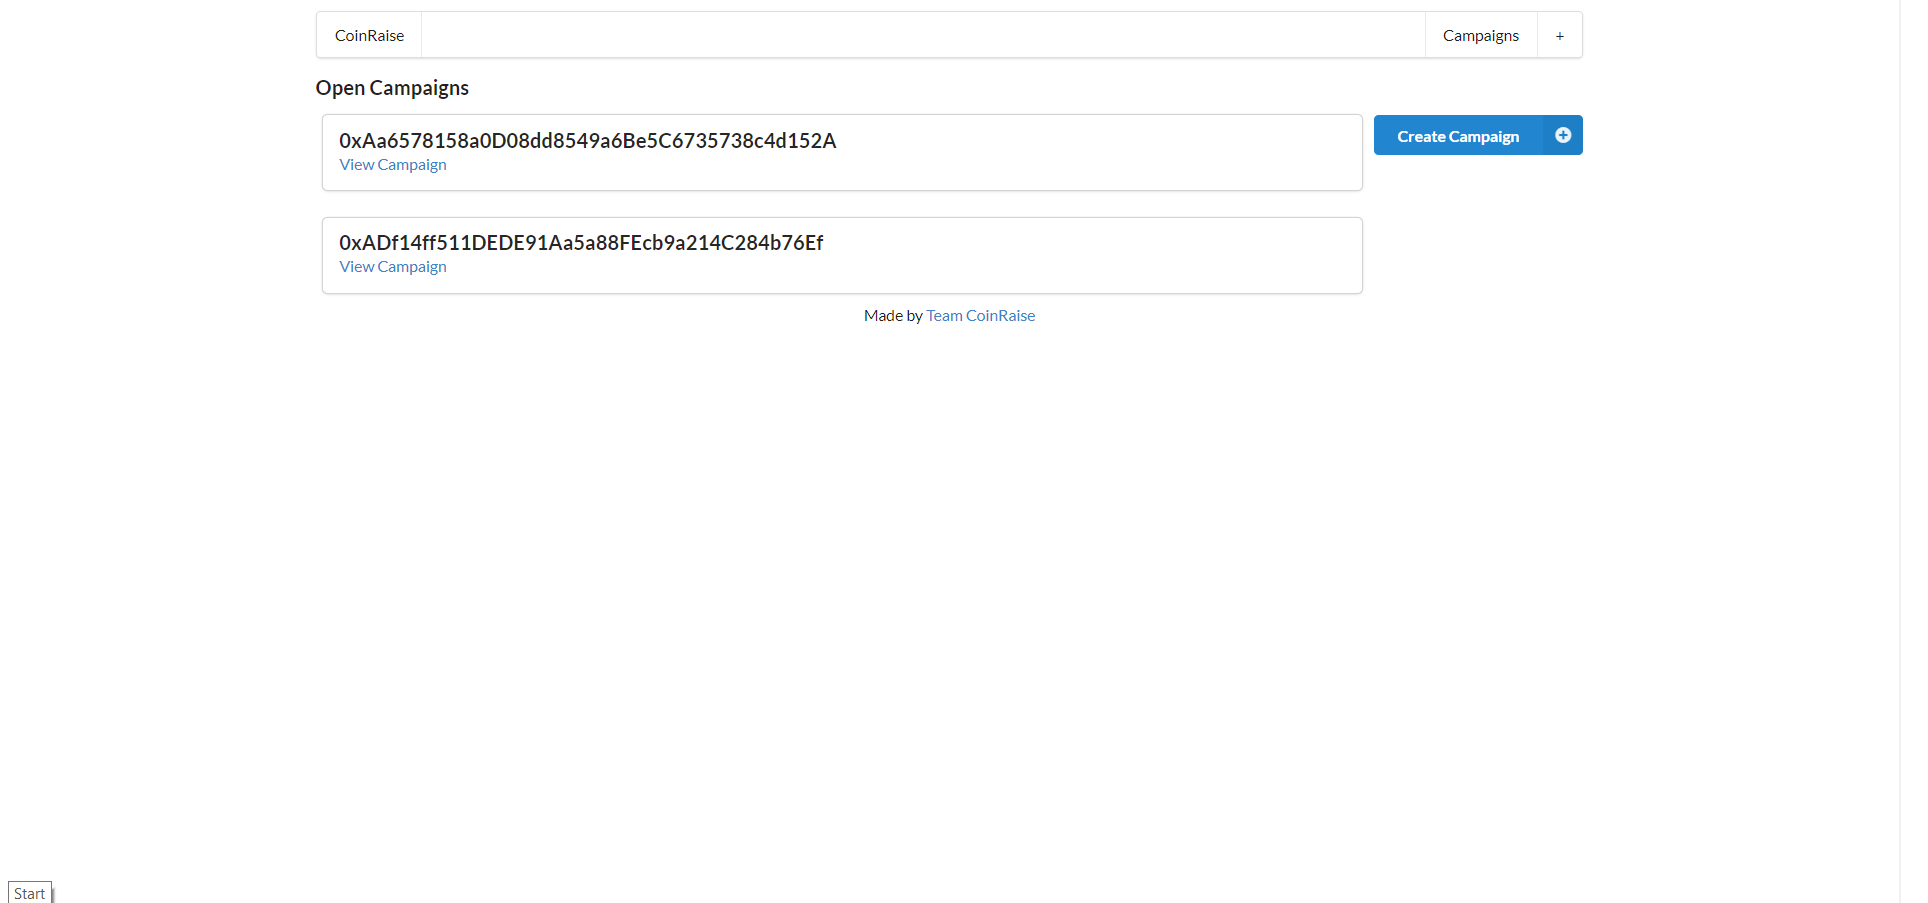 CoinRaise Campaigns +
Open Campaigns
0xAa6578158a0D08dd8549a6Be5C6735738c4d152A
View Campaign
Create Campaign
0xADf14ff511DEDE91Aa5a88FEcb9a214C284b76Ef
View Campaign
Made by Team CoinRaise
Start